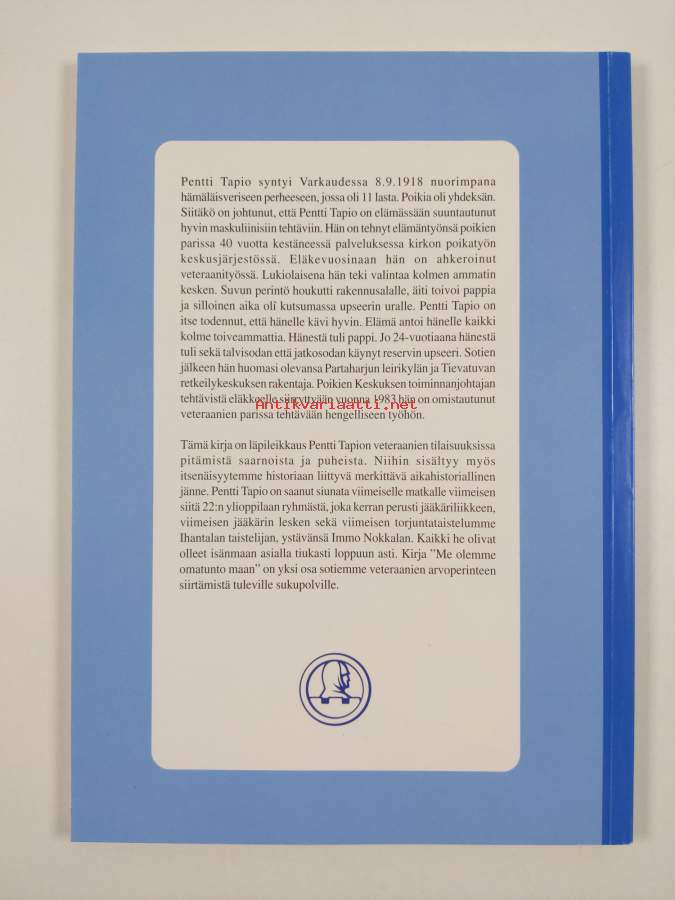 Pentti Tapio syntyi Varkaudessa 8.9.1918 nuorimpana
hämäläisveriseen perheeseen, jossa oli 11 lasta. Poikia oli yhdeksän.
Siitäkö on johtunut, että Pentti Tapio on elämässään suuntautunut
hyvin maskuliinisiin tehtäviin. Hän on tehnyt elämäntyönsä poikien
parissa 40 vuotta kestäneessä palveluksessa kirkon poikatyön
keskusjärjestössä. Eläkevuosinaan hän on ahkeroinut
veteraanityössä. Lukiolaisena hän teki valintaa kolmen ammatin
kesken. Suvun perintö houkutti rakennusalalle, äiti toivoi pappia
ja silloinen aika oli kutsumassa upseerin uralle. Pentti Tapio on
itse todennut, että hänelle kävi hyvin. Elämä antoi hänelle kaikki
kolme toiveammattia. Hänestä tuli pappi. Jo 24-vuotiaana hänestä
tuli sekä talvisodan että jatkosodan käynyt reservin upseeri. Sotien
jälkeen hän huomasi olevansa Partaharjun leirikylän ja Tievatuvan
retkeilykeskuksen rakentaja. Poikien Keskuksen toiminnanjohtajan
tehtävistä eläkkeelle siirryttyään vuonna 1983 hän on omistautunut
Antikvariaatti.net
veteraanien parissa tehtävään hengelliseen työhön.
Tämä kirja on läpileikkaus Pentti Tapion veteraanien tilaisuuksissa
pitämistä saarnoista ja puheista. Niihin sisältyy myös
itsenäisyytemme historiaan liittyvä merkittävä aikahistoriallinen
jänne. Pentti Tapio on saanut siunata viimeiselle matkalle viimeisen
siitä 22:n ylioppilaan ryhmästä, joka kerran perusti jääkäriliikkeen,
viimeisen jääkärin lesken sekä viimeisen torjuntataistelumme
Ihantalan taistelijan, ystävänsä Immo Nokkalan. Kaikki he olivat
olleet isänmaan asialla tiukasti loppuun asti. Kirja ”Me olemme
omatunto maan” on yksi osa sotiemme veteraanien arvoperinteen
siirtämistä tuleville sukupolville.